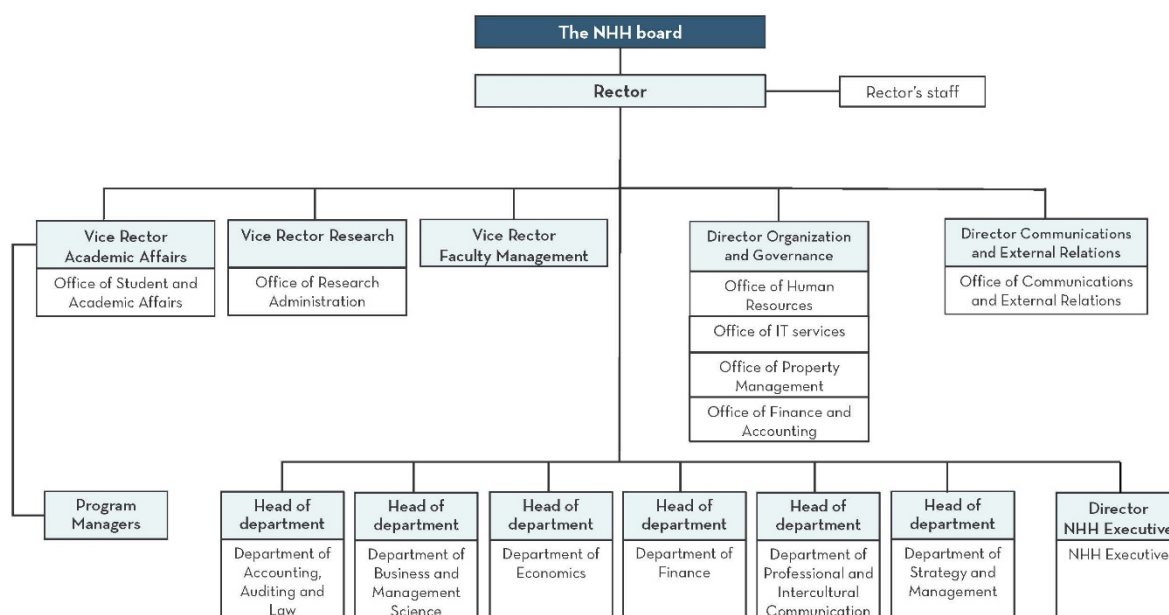 The NHH board
Rector
Rector's staff
Vice Rector
Academic Affairs
Office of Student and
Academic Affairs
Vice Rector Research
Office of Research
Administration
Vice Rector
Faculty Management
Director Organization
and Governance
Office of Human
Resources
Office of IT services
Office of Property
Management
Office of Finance and
Accounting
Director Communications
and External Relations
Office of Communications
and External Relations
Program
Managers
Head of
department
Department of
Accounting,
Auditing and
Law
Head of
department
Department of
Business and
Management
Science
Head of
department
Department of
Economics
Head of
department
Department of
Finance
Head of
department
Department of
Professional and
Intercultural
Communication
Head of
department
Department of
Strategy and
Management
Director
NHH Executive
NHH Executive